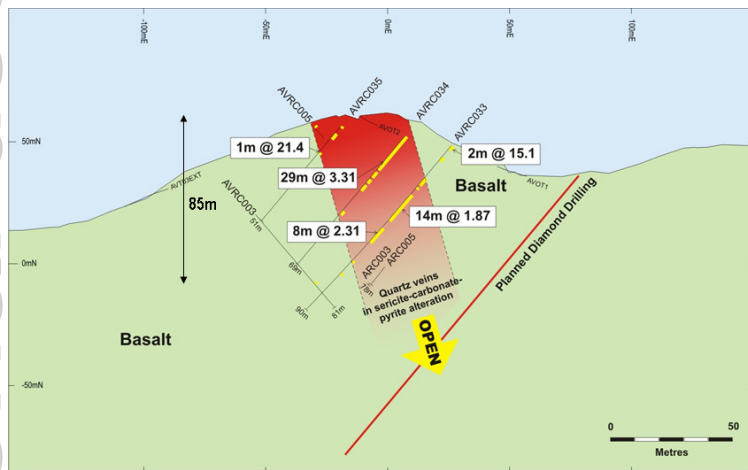 -100mE
-50mE
0mE
50mE
100mE
50mN
0mN
-50mN
AVRC005
AVRC035
AVRC034
AVRC033
AVOT2
AVOT1
AVTI03EXT
1m @ 21.4
2m @ 15.1
29m @ 3.31
Basalt
85m
AVRC003
51m
14m @ 1.87
8m @ 2.31
69m
ARC003
ARC005
78m
90m
81m
Quartz veins
in sericite-carbonate-
pyrite alteration
Planned Diamond Drilling
OPEN
Basalt
0
50
Metres